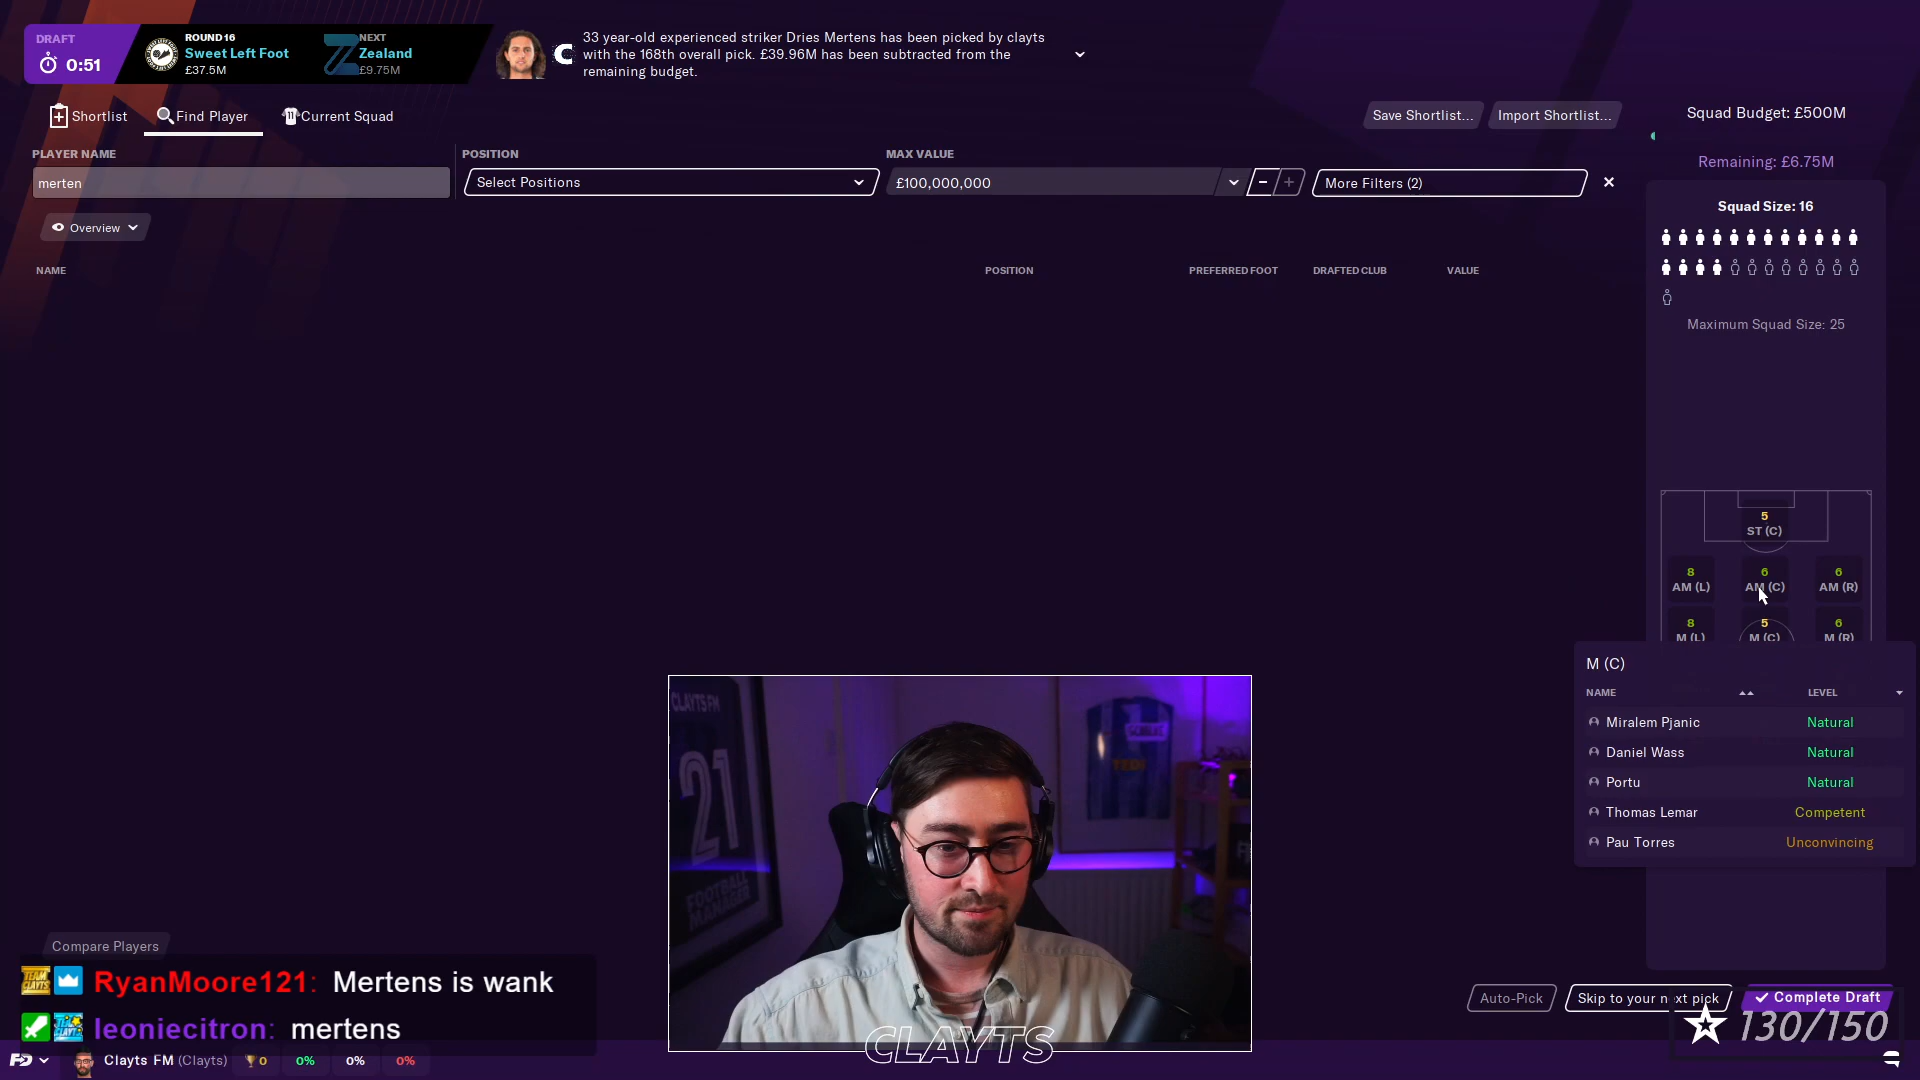 DRAFT
0:51
ROUND 16
Sweet Left Foot
£37.5M
NEXT
Zealand
£9.75M
33 year-old experienced striker Dries Mertens has been picked by clayts
with the 168th overall pick. £39.96M has been subtracted from the
remaining budget.
Shortlist
Find Player
Current Squad
Save Shortlist...
Import Shortlist...
Squad Budget: £500M
Remaining: £6.75M
PLAYER NAME
POSITION
MAX VALUE
merten
Select Positions
£100,000,000
More Filters (2)
Overview
NAME
POSITION
PREFERRED FOOT
DRAFTED CLUB
VALUE
Squad Size: 16
Maximum Squad Size: 25
5
ST (C)
8
AM (L)
6
AM (C)
6
AM (R)
8
M (L)
5
M (C)
6
M (R)
M (C)
NAME
LEVEL
Miralem Pjanic
Natural
Daniel Wass
Natural
Portu
Natural
Thomas Lemar
Competent
Pau Torres
Unconvincing
CLAYTS FM
21
FOOTBALL
MANAGER
CLAYTS
Compare Players
RyanMoore121: Mertens is wank
leoniecitron: mertens
Clayts FM (Clayts)
0
0%
0%
0%
Auto-Pick
Skip to your next pick
Complete Draft
130/150